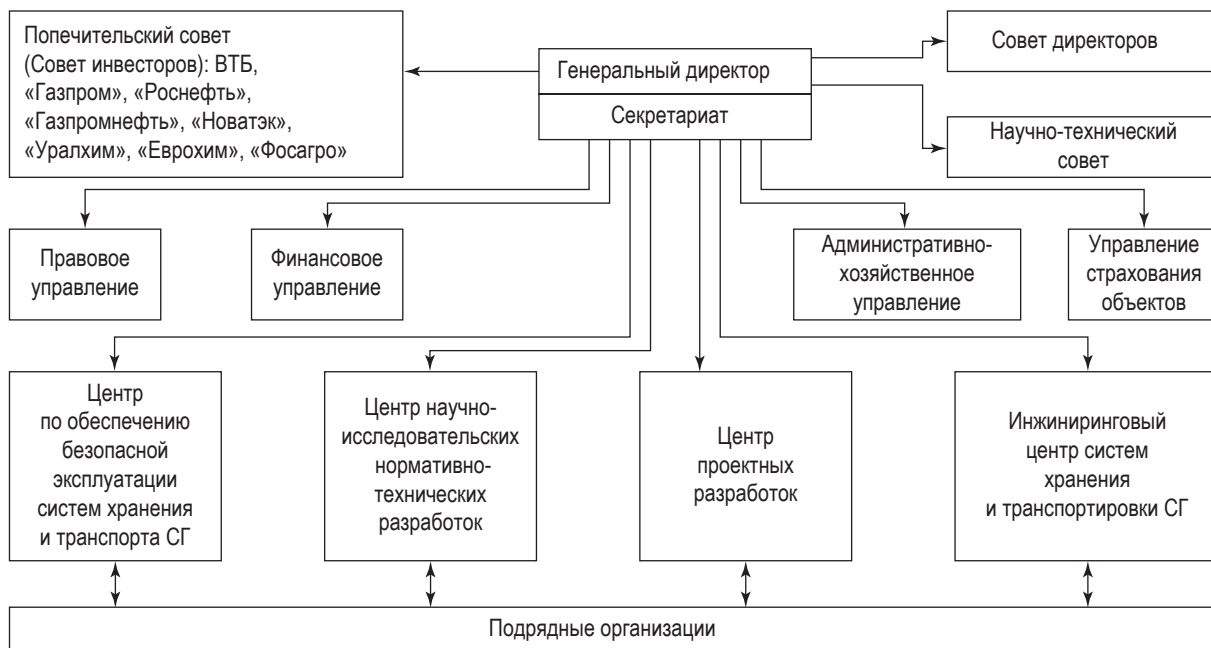 Попечительский совет
(Совет инвесторов): ВТБ,
«Газпром», «Роснефть»,
«Газпромнефть», «Новатэк»,
«Уралхим», «Еврохим», «Фосагро»
Генеральный директор
Секретариат
Совет директоров
Научно-технический
совет
Правовое
управление
Финансовое
управление
Административно-
хозяйственное
управление
Управление
страхования
объектов
Центр
по обеспечению
безопасной
эксплуатации
систем хранения
и транспорта СГ
Центр научно-
исследовательских
нормативно-
технических
разработок
Центр
проектных
разработок
Инжиниринговый
центр систем
хранения
и транспортировки СГ
Подрядные организации